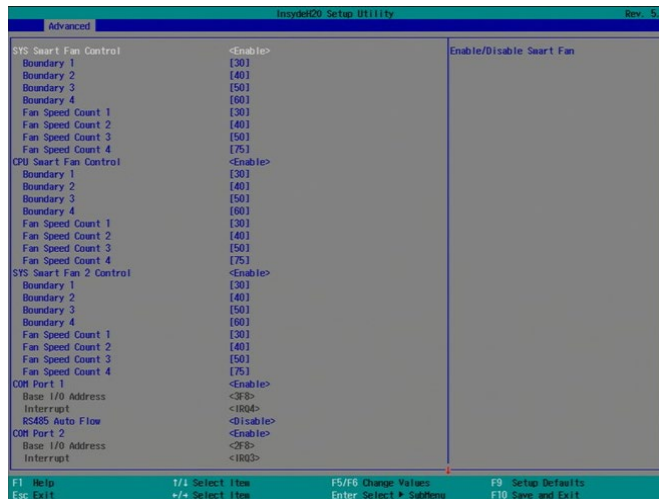 InsydeH2O Setup Utility Rev. 5.
Advanced
SYS Smart Fan Control <Enable> Enable/Disable Smart Fan
Boundary 1 [30]
Boundary 2 [40]
Boundary 3 [50]
Boundary 4 [60]
Fan Speed Count 1 [30]
Fan Speed Count 2 [40]
Fan Speed Count 3 [50]
Fan Speed Count 4 [75]
CPU Smart Fan Control <Enable>
Boundary 1 [30]
Boundary 2 [40]
Boundary 3 [50]
Boundary 4 [60]
Fan Speed Count 1 [30]
Fan Speed Count 2 [40]
Fan Speed Count 3 [50]
Fan Speed Count 4 [75]
SYS Smart Fan 2 Control <Enable>
Boundary 1 [30]
Boundary 2 [40]
Boundary 3 [50]
Boundary 4 [60]
Fan Speed Count 1 [30]
Fan Speed Count 2 [40]
Fan Speed Count 3 [50]
Fan Speed Count 4 [75]
COM Port 1 <Enable>
Base I/O Address <3F8>
Interrupt <IRQ4>
RS485 Auto Flow <Disable>
COM Port 2 <Enable>
Base I/O Address <2F8>
Interrupt <IRQ3>
F1 Help ↑/↓ Select Item F5/F6 Change Values F9 Setup Defaults
Esc Exit ←/→ Select Item Enter Select ► SubMenu F10 Save and Exit